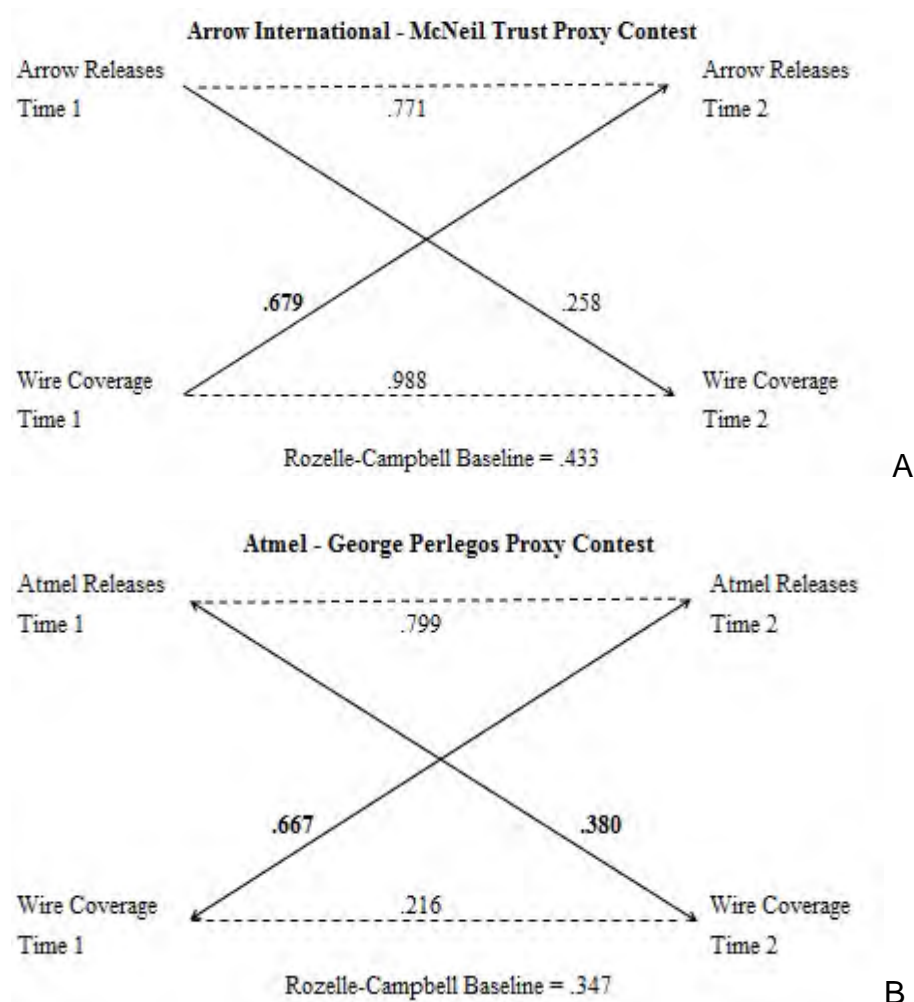 Arrow International - McNeil Trust Proxy Contest
Arrow Releases
Time 1
Arrow Releases
Time 2
.771
.679
.258
Wire Coverage
Time 1
.988
Wire Coverage
Time 2
Rozelle-Campbell Baseline = .433
A
Atmel - George Perlegos Proxy Contest
Atmel Releases
Time 1
Atmel Releases
Time 2
.799
.667
.380
Wire Coverage
Time 1
.216
Wire Coverage
Time 2
Rozelle-Campbell Baseline = .347
B